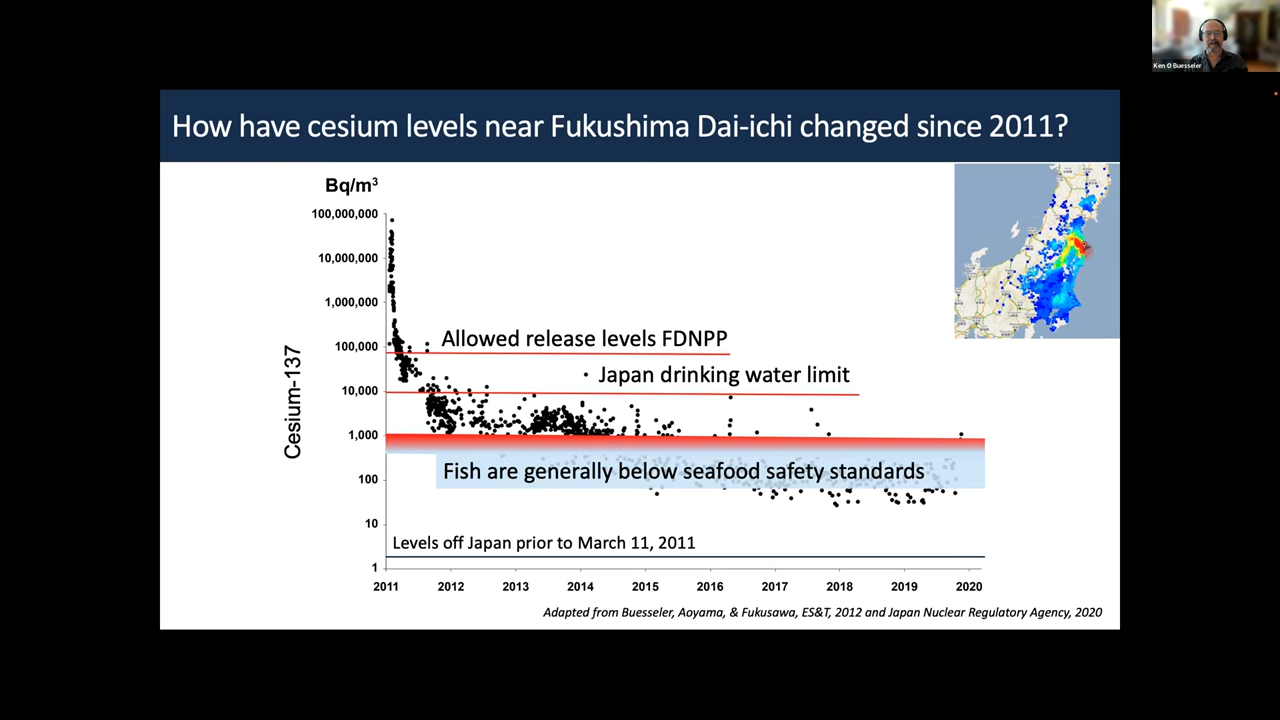 Ken O Buesseler
How have cesium levels near Fukushima Dai-ichi changed since 2011?
Bq/m³
100,000,000
10,000,000
1,000,000
100,000
10,000
1,000
100
10
1
Cesium-137
Allowed release levels FDNPP
Japan drinking water limit
Fish are generally below seafood safety standards
Levels off Japan prior to March 11, 2011
2011 2012 2013 2014 2015 2016 2017 2018 2019 2020
Adapted from Buesseler, Aoyama, & Fukusawa, ES&T, 2012 and Japan Nuclear Regulatory Agency, 2020